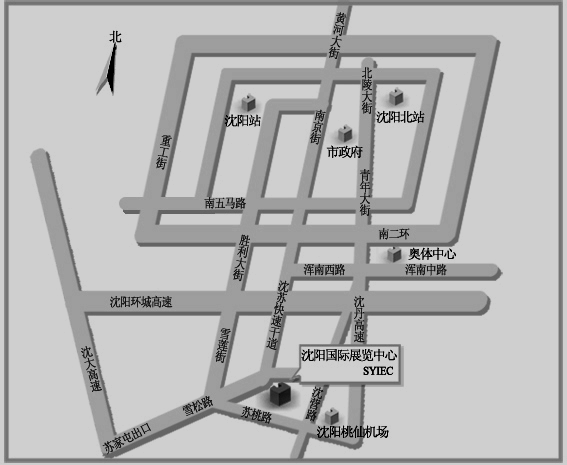 黄河大街
北
北陵大街
沈阳站
沈阳北站
南京街
市政府
重工街
青年大街
南五马路
南二环
胜利大街
奥体中心
浑南西路
浑南中路
沈苏快速干道
沈阳环城高速
沈丹高速
雪莲街
沈大高速
沈阳国际展览中心
SYIEC
雪松路
苏桃路
沈营路
苏家屯出口
沈阳桃仙机场